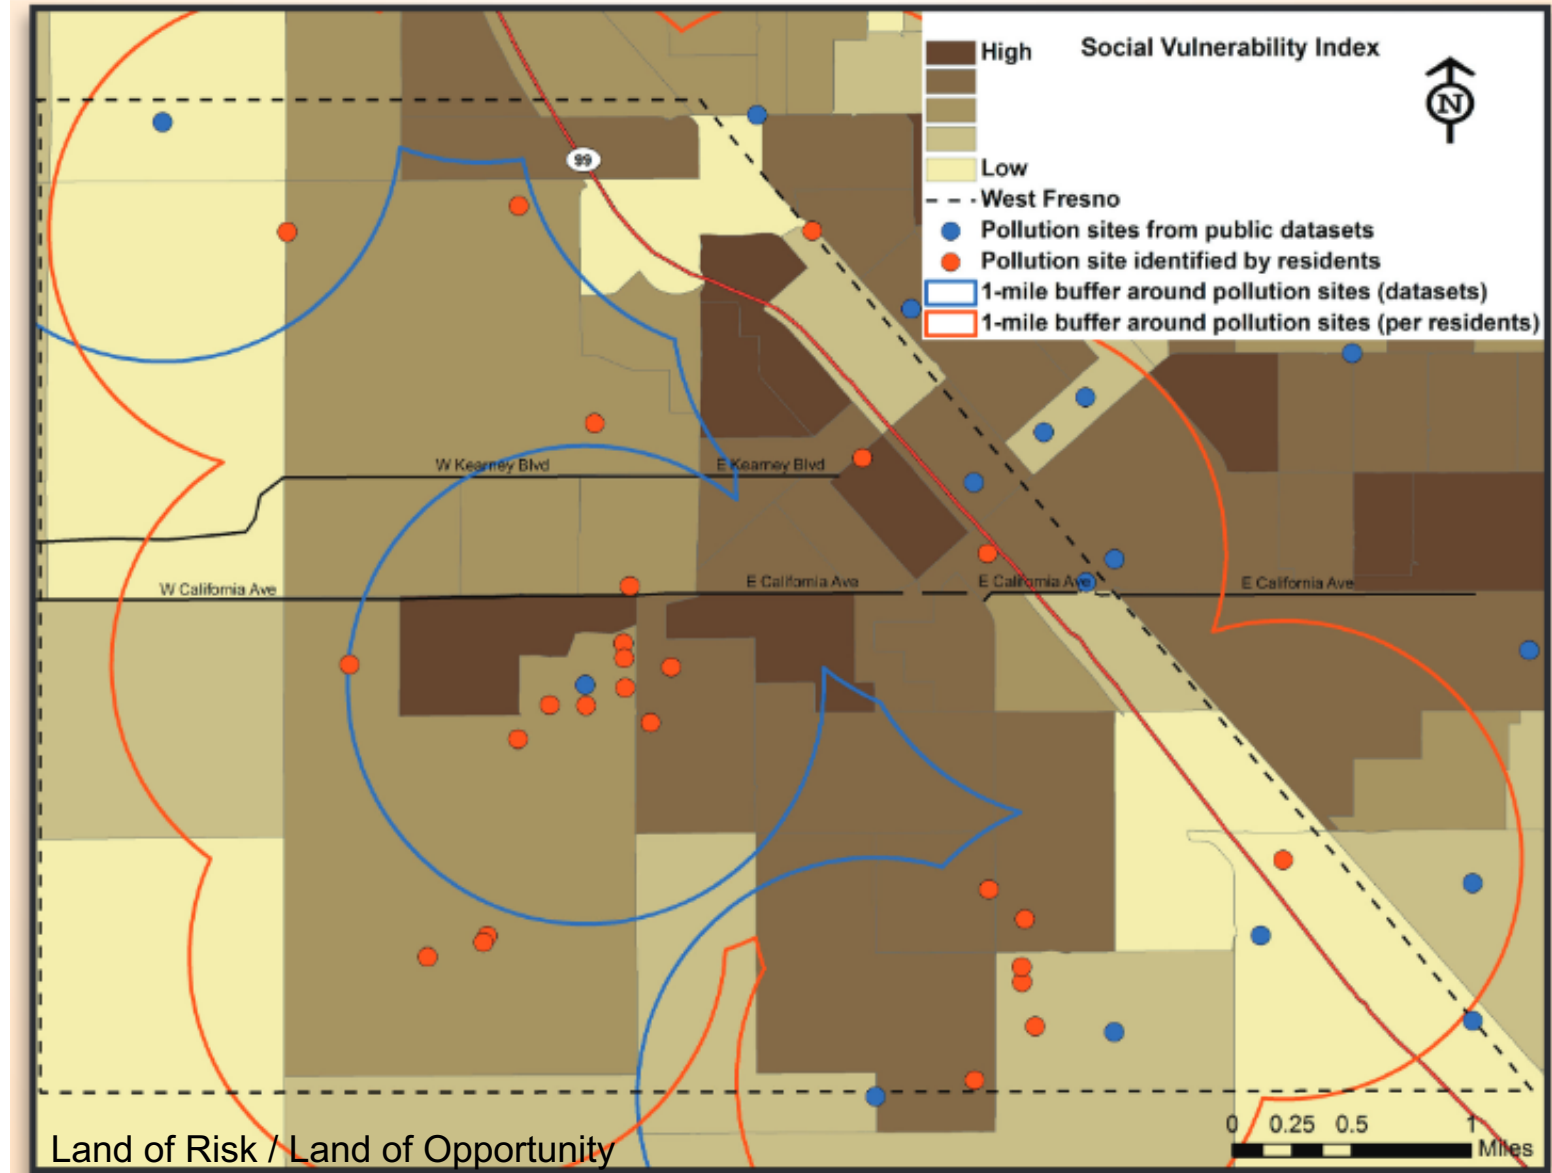 Social Vulnerability Index
High
Low
West Fresno
Pollution sites from public datasets
Pollution site identified by residents
1-mile buffer around pollution sites (datasets)
1-mile buffer around pollution sites (per residents)
N
99
W Kearney Blvd
E Kearney Blvd
W California Ave
E California Ave
E California Ave
E California Ave
0 0.25 0.5 1
Miles
Land of Risk / Land of Opportunity